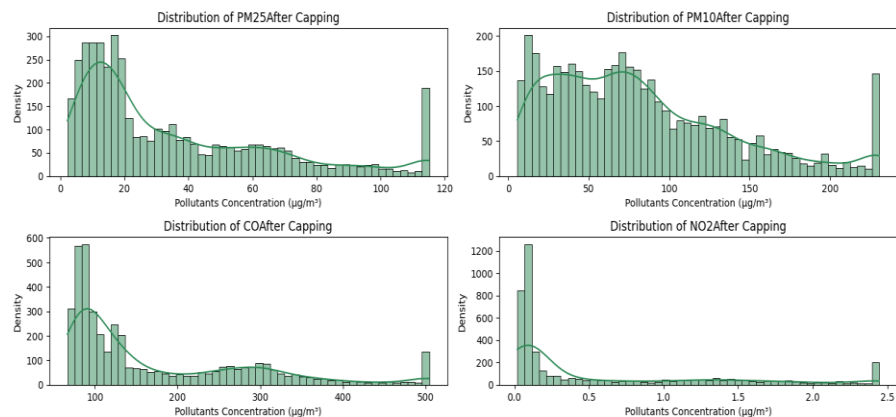 Distribution of PM25After Capping
Density
300
250
200
150
100
50
0
0 20 40 60 80 100 120
Pollutants Concentration (µg/m³)
Distribution of PM10After Capping
Density
200
150
100
50
0
0 50 100 150 200
Pollutants Concentration (µg/m³)
Distribution of COAfter Capping
Density
600
500
400
300
200
100
0
100 200 300 400 500
Pollutants Concentration (µg/m³)
Distribution of NO2After Capping
Density
1200
1000
800
600
400
200
0
0.0 0.5 1.0 1.5 2.0 2.5
Pollutants Concentration (µg/m³)